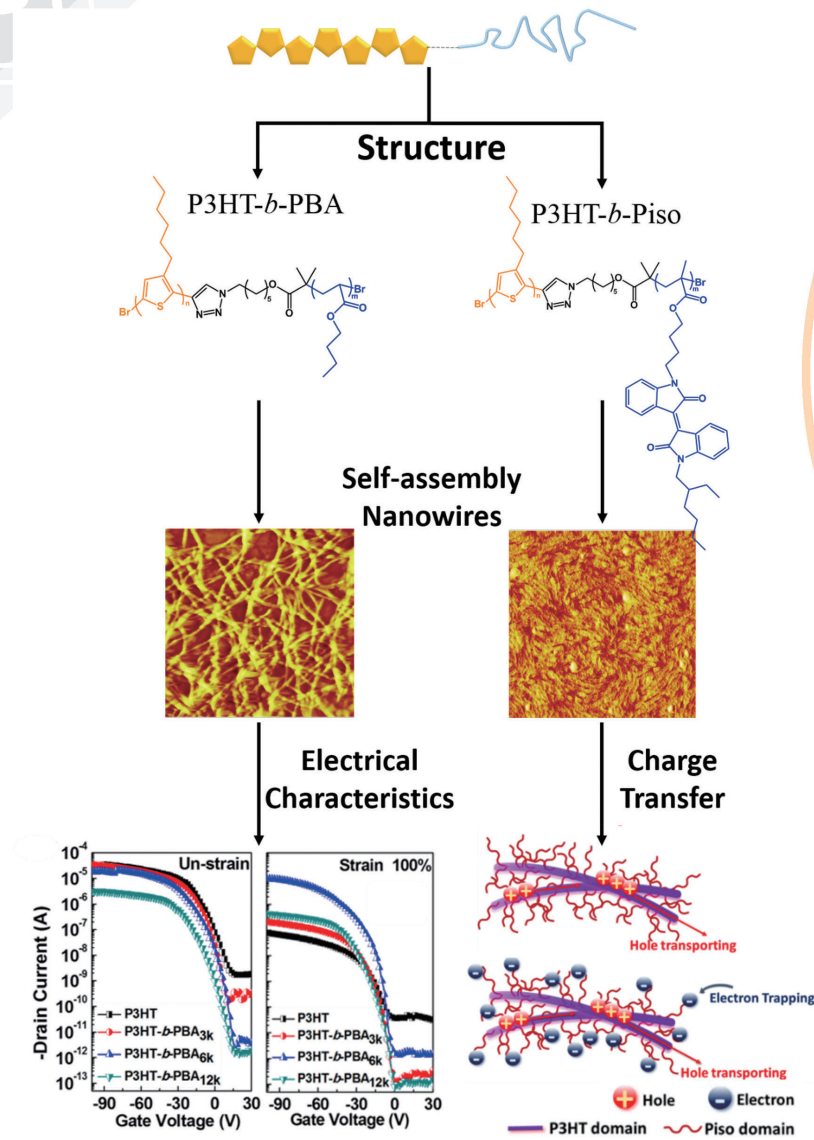 Structure
P3HT-b-PBA
P3HT-b-Piso
Br
S
n
N
N
N
5
O
O
m
Br
O
O
Br
S
n
N
N
N
5
O
O
m
Br
O
O
N
O
O
N
Self-assembly
Nanowires
Electrical
Characteristics
Charge
Transfer
-Drain Current (A)
10-4
10-5
10-6
10-7
10-8
10-9
10-10
10-11
10-12
10-13
Un-strain
P3HT
P3HT-b-PBA3k
P3HT-b-PBA6k
P3HT-b-PBA12k
-90 -60 -30 0 30
Gate Voltage (V)
Strain 100%
P3HT
P3HT-b-PBA3k
P3HT-b-PBA6k
P3HT-b-PBA12k
-90 -60 -30 0 30
Gate Voltage (V)
Hole transporting
Electron Trapping
Hole transporting
Hole Electron
P3HT domain Piso domain